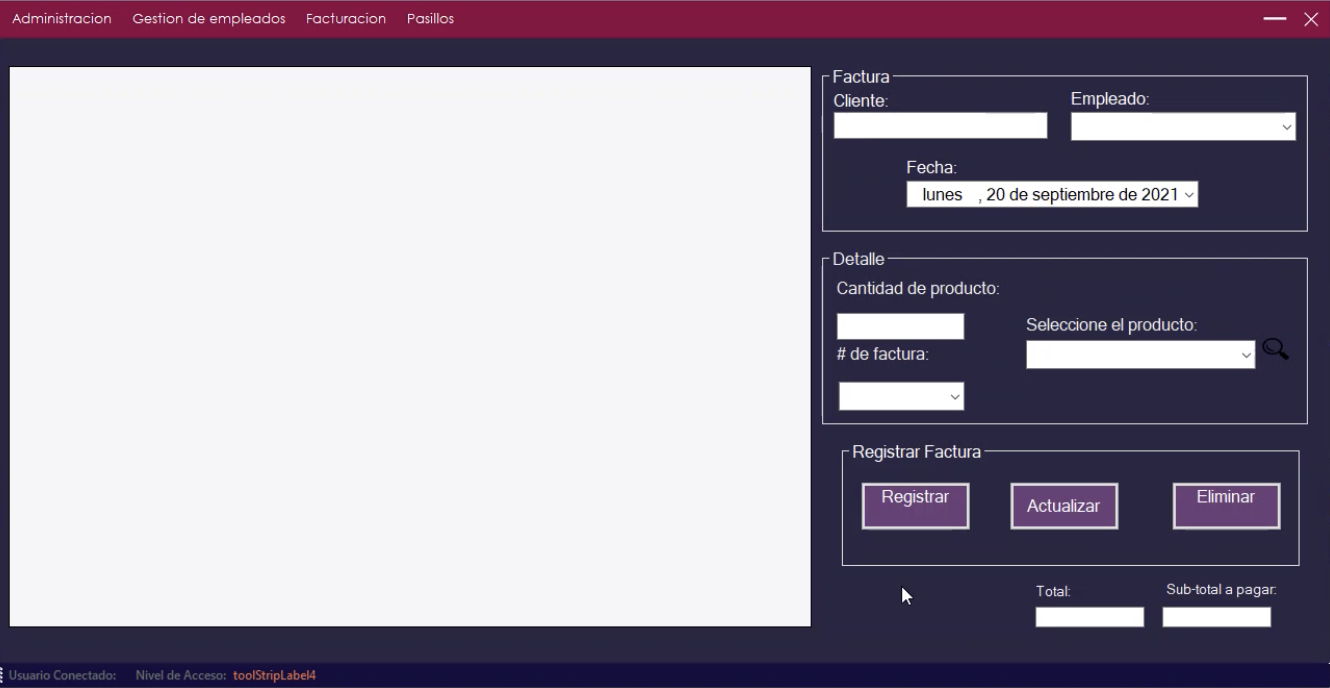 Administracion Gestion de empleados Facturacion Pasillos
Factura
Cliente:
Empleado:
Fecha:
lunes , 20 de septiembre de 2021
Detalle
Cantidad de producto:
Seleccione el producto:
# de factura:
Registrar Factura
Registrar
Actualizar
Eliminar
Total:
Sub-total a pagar:
Usuario Conectado: Nivel de Acceso: toolStripLabel4